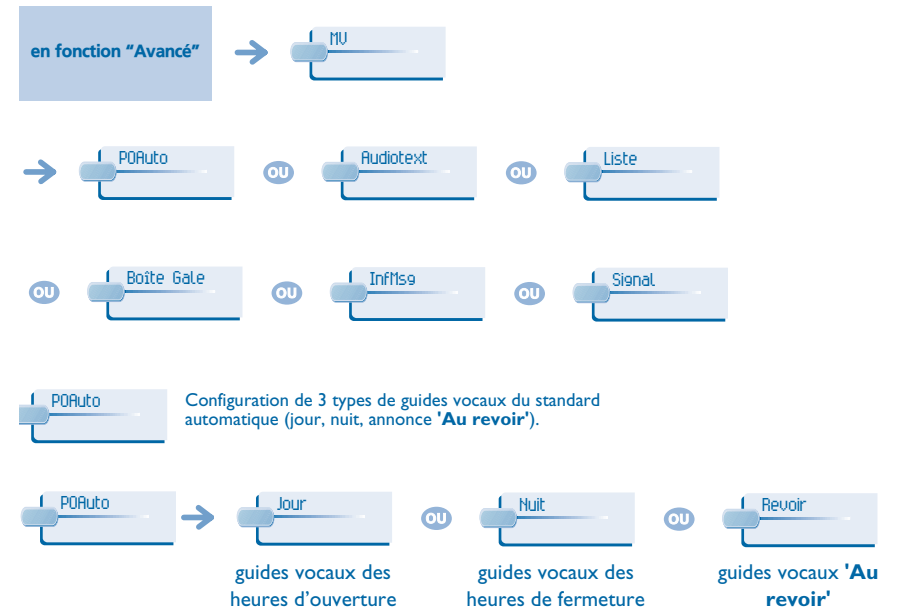 en fonction “Avancé”
MV
POAuto
OU
Audiotext
OU
Liste
OU
Boîte Gale
OU
InfMsg
OU
Signal
POAuto
Configuration de 3 types de guides vocaux du standard
automatique (jour, nuit, annonce 'Au revoir').
POAuto
Jour
OU
Nuit
OU
Revoir
guides vocaux des
heures d’ouverture
guides vocaux des
heures de fermeture
guides vocaux 'Au
revoir'